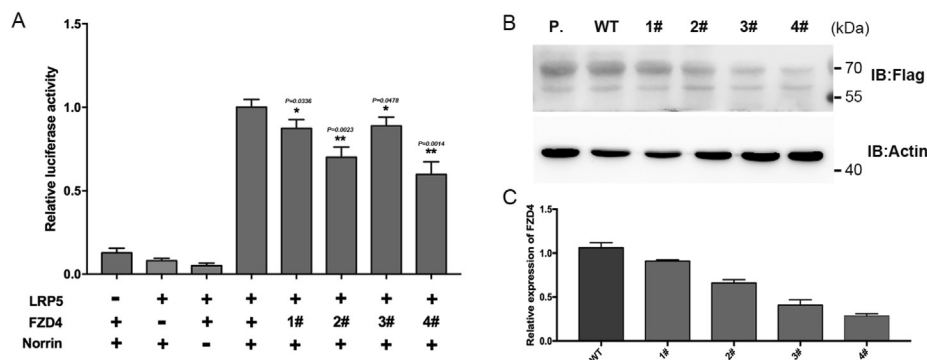 A
Relative luciferase activity
1.5
1.0
0.5
0.0
P=0.0336
*
P=0.0023
**
P=0.0478
*
P=0.0014
**
LRP5 - + + + + + + +
FZD4 + - + + 1# 2# 3# 4#
Norrin + + - + + + + +
B
P. WT 1# 2# 3# 4# (kDa)
70
IB:Flag
55
IB:Actin
40
C
Relative expression of FZD4
1.5
1.0
0.5
0.0
WT 1# 2# 3# 4#